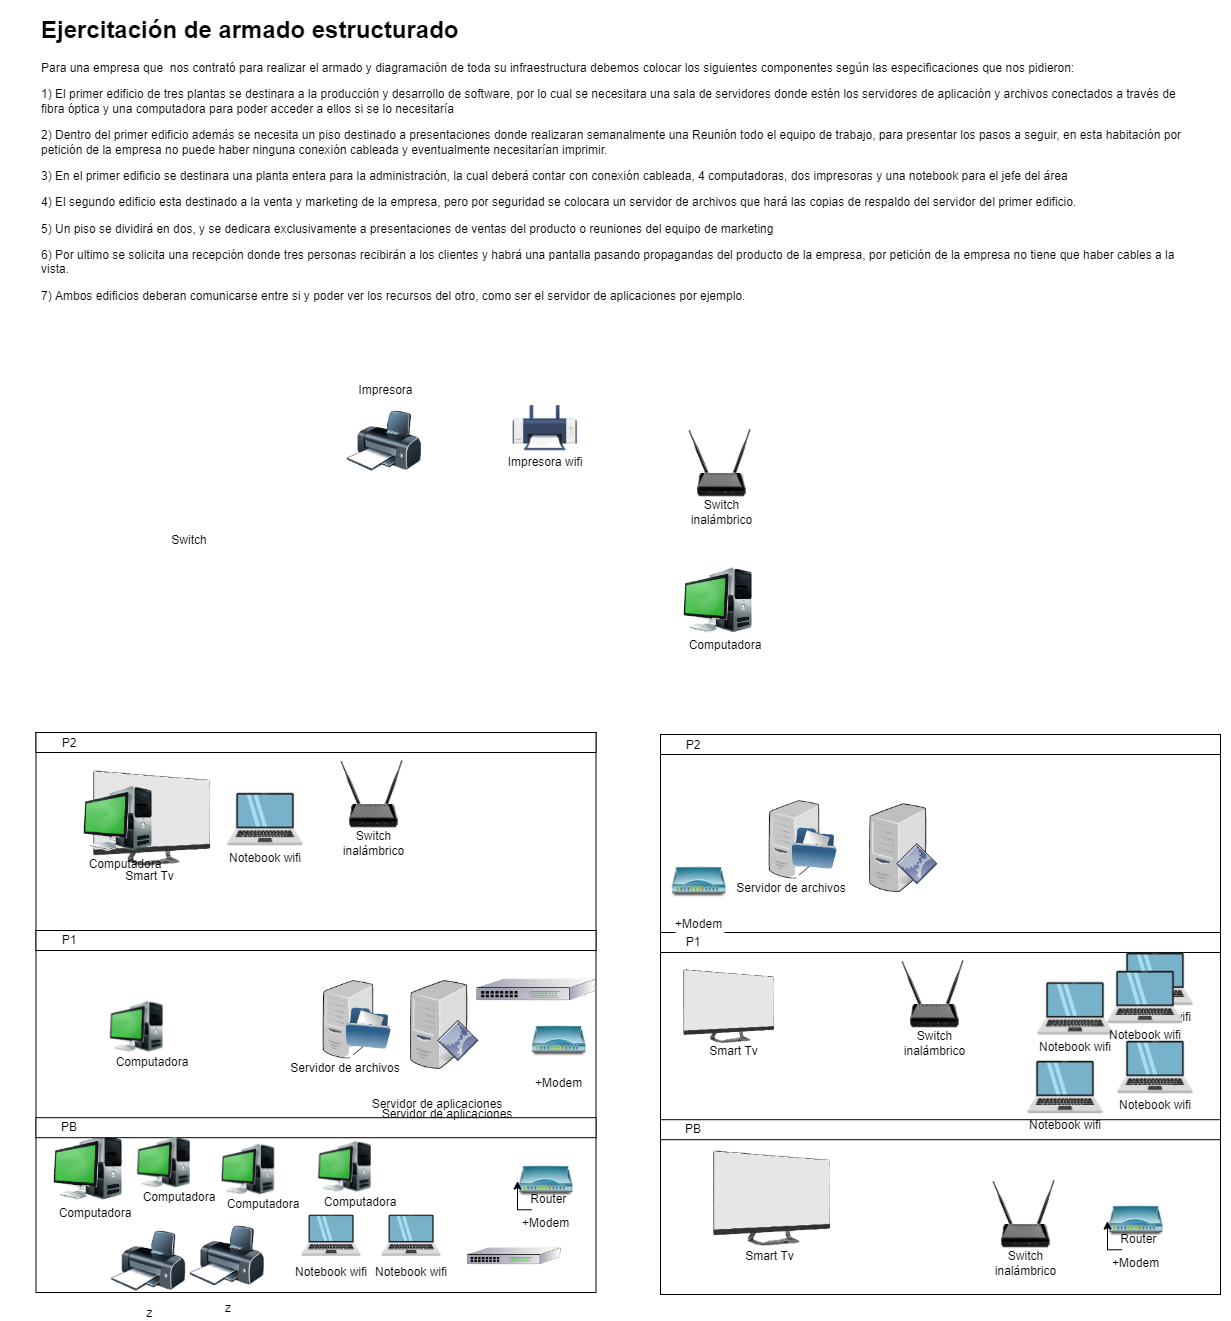 Ejercitación de armado estructurado
Para una empresa que  nos contrató para realizar el armado y diagramación de toda su infraestructura debemos colocar los siguientes componentes según las especificaciones que nos pidieron:
1) El primer edificio de tres plantas se destinara a la producción y desarrollo de software, por lo cual se necesitara una sala de servidores donde estén los servidores de aplicación y archivos conectados a través de
fibra óptica y una computadora para poder acceder a ellos si se lo necesitaría
2) Dentro del primer edificio además se necesita un piso destinado a presentaciones donde realizaran semanalmente una Reunión todo el equipo de trabajo, para presentar los pasos a seguir, en esta habitación por
petición de la empresa no puede haber ninguna conexión cableada y eventualmente necesitarían imprimir.
3) En el primer edificio se destinara una planta entera para la administración, la cual deberá contar con conexión cableada, 4 computadoras, dos impresoras y una notebook para el jefe del área
4) El segundo edificio esta destinado a la venta y marketing de la empresa, pero por seguridad se colocara un servidor de archivos que hará las copias de respaldo del servidor del primer edificio.
5) Un piso se dividirá en dos, y se dedicara exclusivamente a presentaciones de ventas del producto o reuniones del equipo de marketing
6) Por ultimo se solicita una recepción donde tres personas recibirán a los clientes y habrá una pantalla pasando propagandas del producto de la empresa, por petición de la empresa no tiene que haber cables a la
vista.
7) Ambos edificios deberan comunicarse entre si y poder ver los recursos del otro, como ser el servidor de aplicaciones por ejemplo.
Impresora
Impresora wifi
Switch
inalámbrico
Switch
Computadora
P2
Computadora
Smart Tv
Notebook wifi
Switch
inalámbrico
P1
Computadora
Servidor de archivos
Servidor de aplicaciones
Servidor de aplicaciones
+Modem
PB
Computadora
Computadora
Computadora
Computadora
Router
+Modem
Notebook wifi
Notebook wifi
z
z
P2
Servidor de archivos
+Modem
P1
Smart Tv
Switch
inalámbrico
Notebook wifi
Notebook wifi
wifi
Notebook wifi
Notebook wifi
PB
Smart Tv
Switch
inalámbrico
Router
+Modem